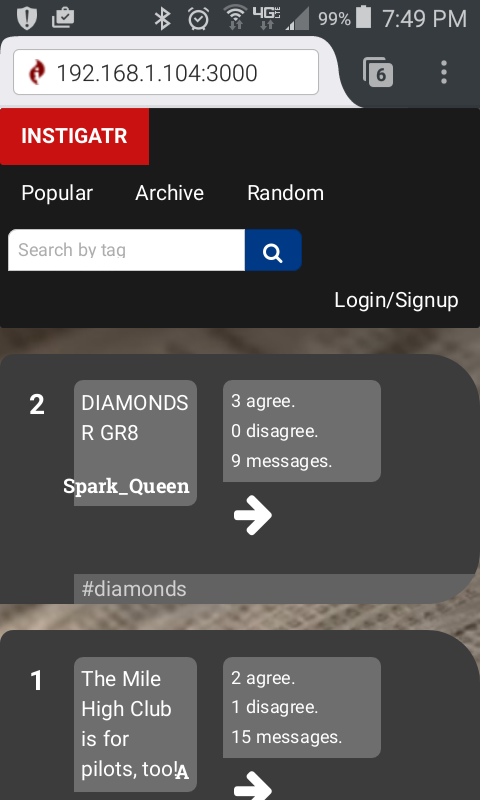 4G LTE 99% 7:49 PM
192.168.1.104:3000 6
INSTIGATR
Popular Archive Random
Search by tag
Login/Signup
2
DIAMONDS
R GR8
Spark_Queen
3 agree.
0 disagree.
9 messages.
#diamonds
1
The Mile
High Club
is for
pilots, too!
A
2 agree.
1 disagree.
15 messages.